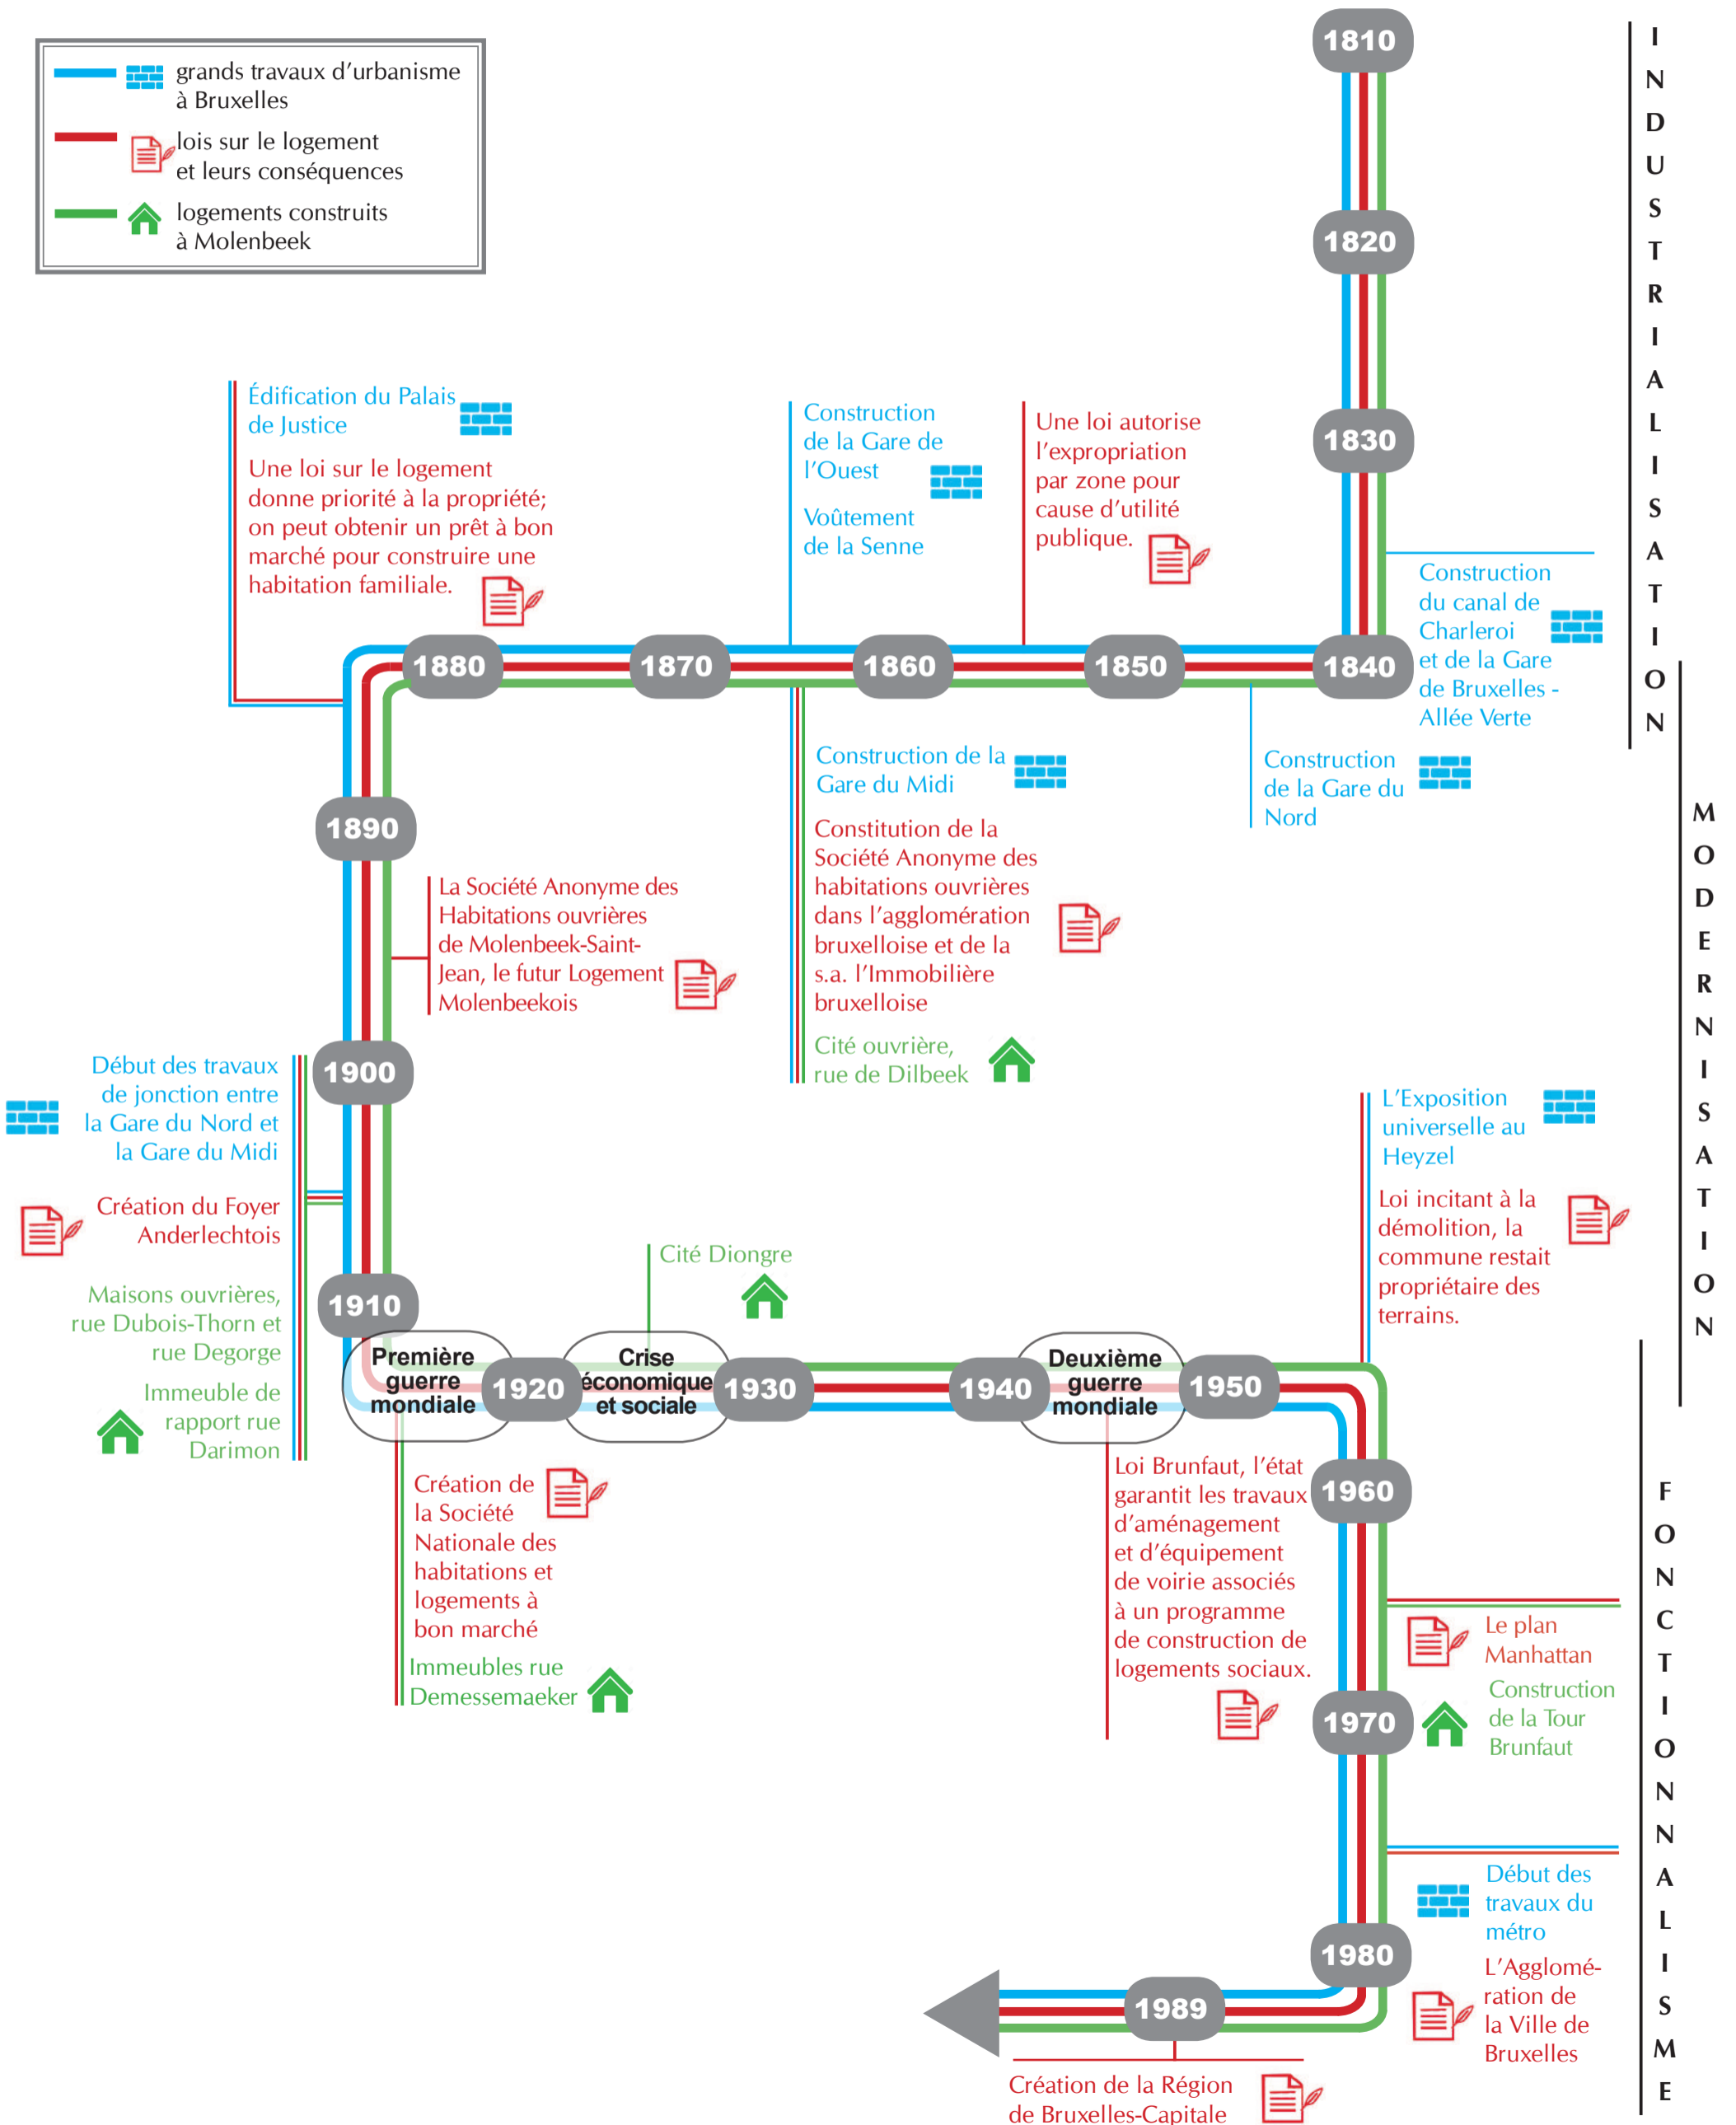 grands travaux d'urbanisme
à Bruxelles
lois sur le logement
et leurs conséquences
logements construits
à Molenbeek
1810
1820
1830
INDUSTRIALISATION
Construction
du canal de
Charleroi
et de la Gare
de Bruxelles -
Allée Verte
1840
Construction
de la Gare du
Nord
1850
Une loi autorise
l'expropriation
par zone pour
cause d'utilité
publique.
1860
Construction
de la Gare de
l'Ouest
Voûtement
de la Senne
Construction de la
Gare du Midi
Constitution de la
Société Anonyme des
habitations ouvrières
dans l'agglomération
bruxelloise et de la
s.a. l'Immobilière
bruxelloise
Cité ouvrière,
rue de Dilbeek
1870
1880
Édification du Palais
de Justice
Une loi sur le logement
donne priorité à la propriété;
on peut obtenir un prêt à bon
marché pour construire une
habitation familiale.
1890
La Société Anonyme des
Habitations ouvrières
de Molenbeek-Saint-
Jean, le futur Logement
Molenbeekois
MODERNISATION
1900
Début des travaux
de jonction entre
la Gare du Nord et
la Gare du Midi
Création du Foyer
Anderlechtois
Maisons ouvrières,
rue Dubois-Thorn et
rue Degorge
Immeuble de
rapport rue
Darimon
1910
Première
guerre
mondiale
Création de
la Société
Nationale des
habitations et
logements à
bon marché
Immeubles rue
Demessemaeker
1920
Crise
économique
et sociale
Cité Diongre
1930
1940
Deuxième
guerre
mondiale
Loi Brunfaut, l'état
garantit les travaux
d'aménagement
et d'équipement
de voirie associés
à un programme
de construction de
logements sociaux.
1950
L'Exposition
universelle au
Heyzel
Loi incitant à la
démolition, la
commune restait
propriétaire des
terrains.
1960
FONCTIONNALISME
Le plan
Manhattan
Construction
de la Tour
Brunfaut
1970
Début des
travaux du
métro
L'Agglomé-
ration de
la Ville de
Bruxelles
1980
1989
Création de la Région
de Bruxelles-Capitale